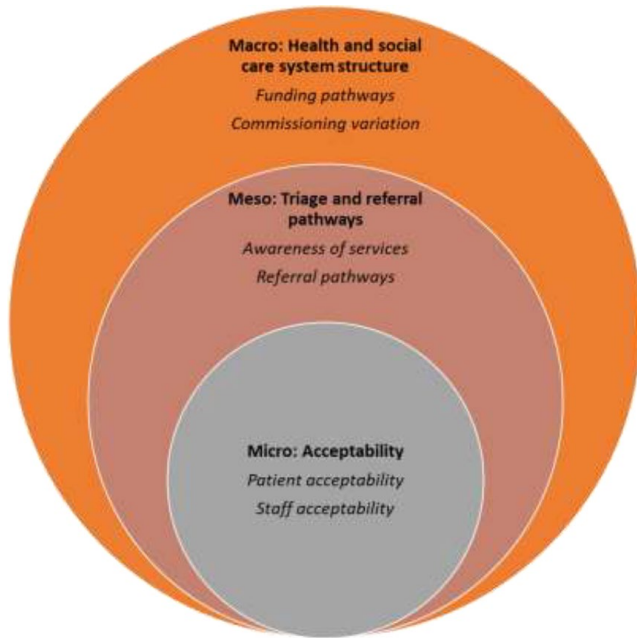 Macro: Health and social
care system structure
Funding pathways
Commissioning variation
Meso: Triage and referral
pathways
Awareness of services
Referral pathways
Micro: Acceptability
Patient acceptability
Staff acceptability